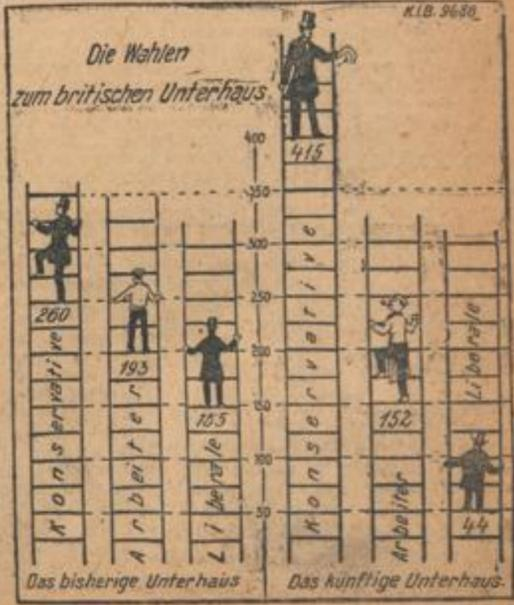 K.I.B. 9688
Die Wahlen
zum britischen Unterhaus.
400
350
300
250
200
150
100
50
260
Konservative
193
Arbeiter
155
Liberale
415
Konservative
152
Arbeiter
44
Liberale
Das bisherige Unterhaus
Das künftige Unterhaus.